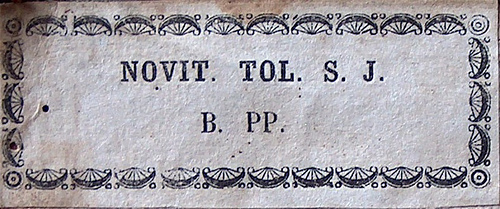 NOVIT. TOL. S. J.
B. PP.